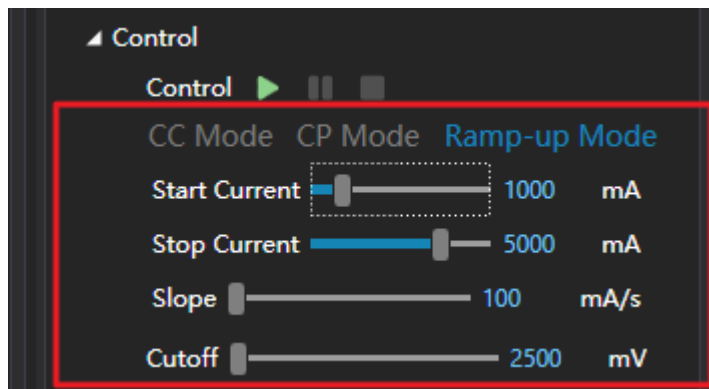 Control
Control
CC Mode CP Mode Ramp-up Mode
Start Current 1000 mA
Stop Current 5000 mA
Slope 100 mA/s
Cutoff 2500 mV